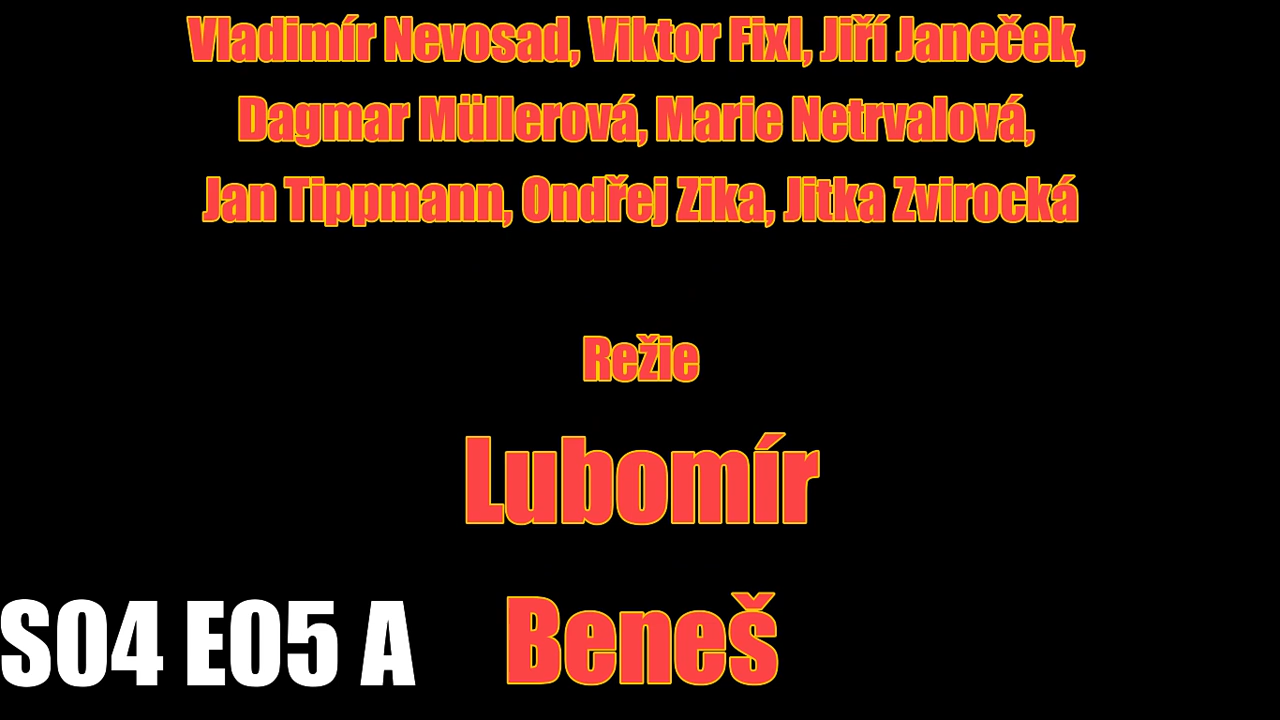 Vladimír Nevosad, Viktor Fixl, Jiří Janeček,
Dagmar Müllerová, Marie Netrvalová,
Jan Tippmann, Ondřej Zika, Jitka Zvirocká
Režie
Lubomír
Beneš
S04 E05 A